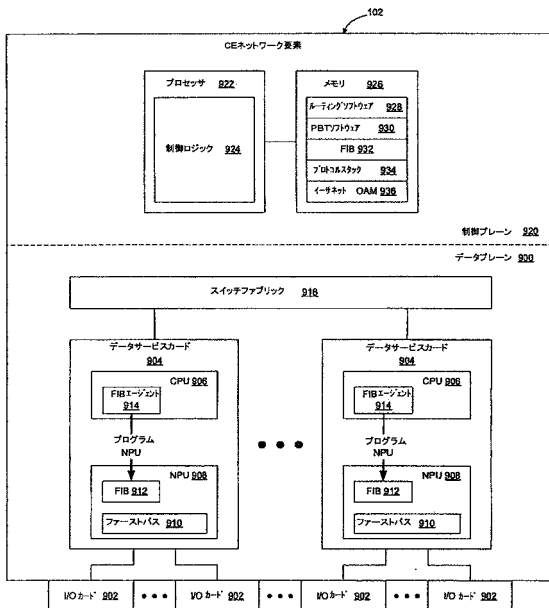 102
CEネットワーク要素
プロセッサ 922
制御ロジック 924
メモリ 926
ルーティングソフトウェア 928
PBTソフトウェア 930
FIB 932
プロトコルスタック 934
イーサネット OAM 936
制御プレーン 920
データプレーン 900
スイッチファブリック 916
データサービスカード
904
CPU 906
FIBエージェント
914
プログラム
NPU
NPU 908
FIB 912
ファーストパス 910
データサービスカード
904
CPU 906
FIBエージェント
914
プログラム
NPU
NPU 908
FIB 912
ファーストパス 910
I/Oカード 902
I/Oカード 902
I/Oカード 902
I/Oカード 902